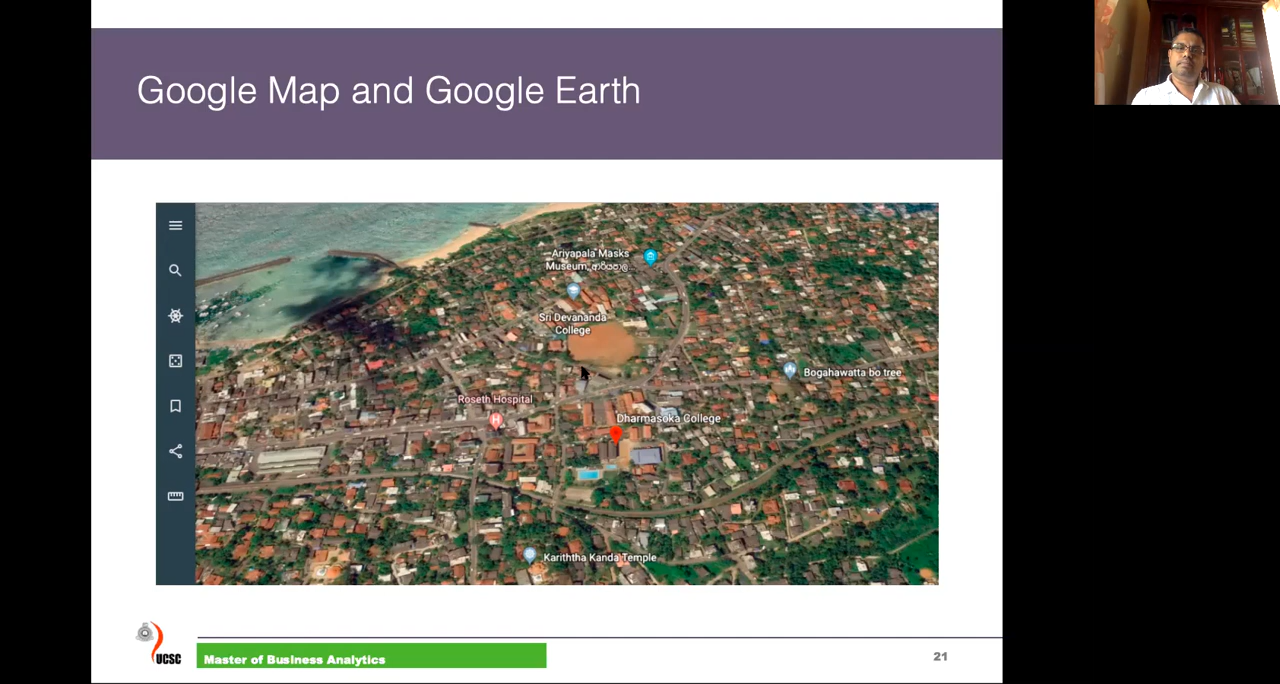 Google Map and Google Earth
Ariyapala Masks
Museum,
Sri Devananda
College
Bogahawatta bo tree
Roseth Hospital
H
Dharmasoka College
Kariththa Kanda Temple
UCSC
Master of Business Analytics
21